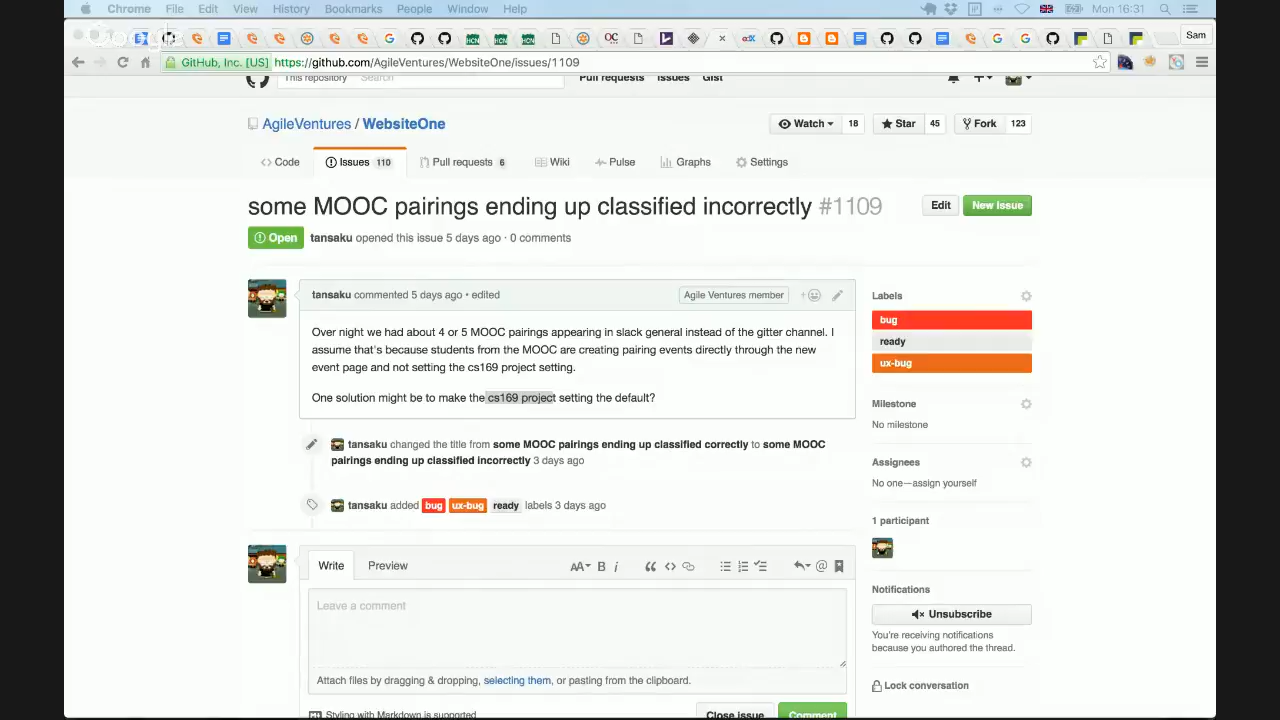 Chrome File Edit View History Bookmarks People Window Help Mon 16:31
Google
Sam
GitHub, Inc. [US] https://github.com/AgileVentures/WebsiteOne/issues/1109
This repository Search Pull requests Issues Gist
AgileVentures / WebsiteOne Watch 18 Star 45 Fork 123
Code Issues 110 Pull requests 6 Wiki Pulse Graphs Settings
some MOOC pairings ending up classified incorrectly #1109 Edit New issue
Open tansaku opened this issue 5 days ago · 0 comments
tansaku commented 5 days ago • edited Agile Ventures member
Over night we had about 4 or 5 MOOC pairings appearing in slack general instead of the gitter channel. I
assume that's because students from the MOOC are creating pairing events directly through the new
event page and not setting the cs169 project setting.
One solution might be to make the cs169 project setting the default?
tansaku changed the title from some MOOC pairings ending up classified correctly to some MOOC
pairings ending up classified incorrectly 3 days ago
tansaku added bug ux-bug ready labels 3 days ago
Write Preview AA B i
Leave a comment
Attach files by dragging & dropping, selecting them, or pasting from the clipboard.
Styling with Markdown is supported Close issue Comment
Labels
bug
ready
ux-bug
Milestone
No milestone
Assignees
No one—assign yourself
1 participant
Notifications
Unsubscribe
You're receiving notifications
because you authored the thread.
Lock conversation